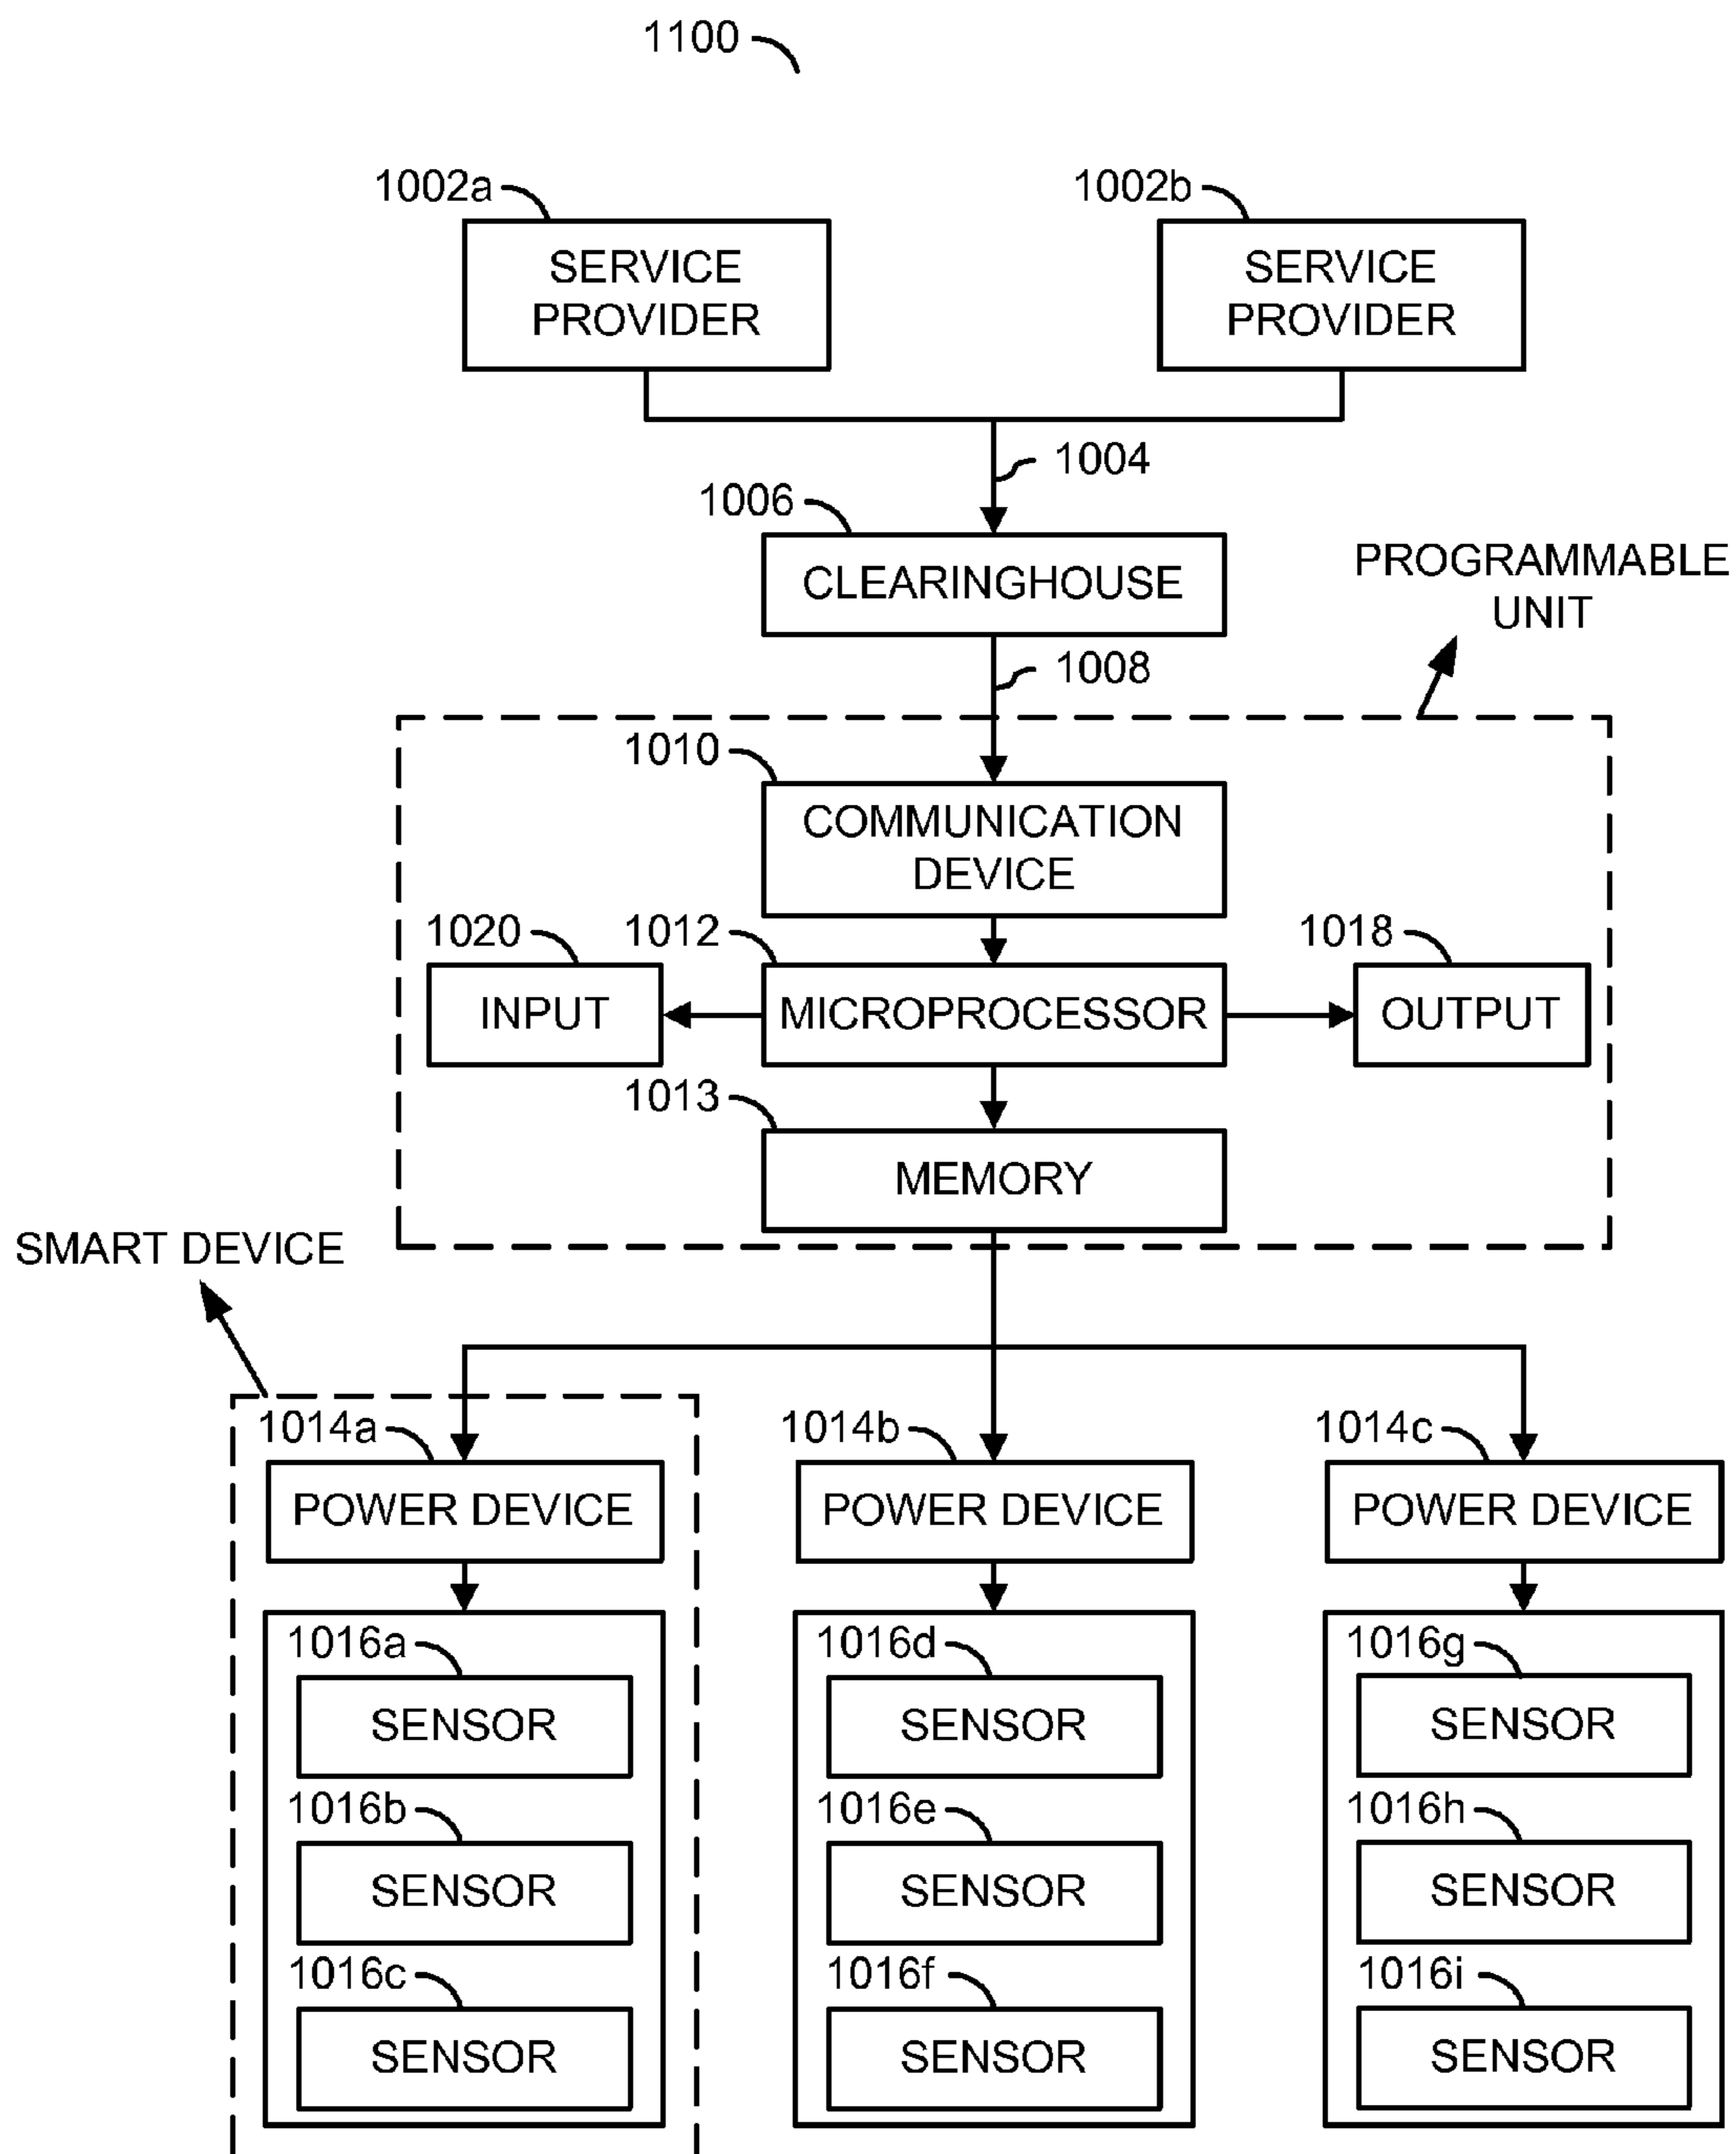 1100
1002a
1002b
SERVICE
PROVIDER
SERVICE
PROVIDER
1004
1006
CLEARINGHOUSE
PROGRAMMABLE
UNIT
1008
1010
COMMUNICATION
DEVICE
1020
1012
1018
INPUT
MICROPROCESSOR
OUTPUT
1013
MEMORY
SMART DEVICE
1014a
1014b
1014c
POWER DEVICE
POWER DEVICE
POWER DEVICE
1016a
1016d
1016g
SENSOR
SENSOR
SENSOR
1016b
1016e
1016h
SENSOR
SENSOR
SENSOR
1016c
1016f
1016i
SENSOR
SENSOR
SENSOR